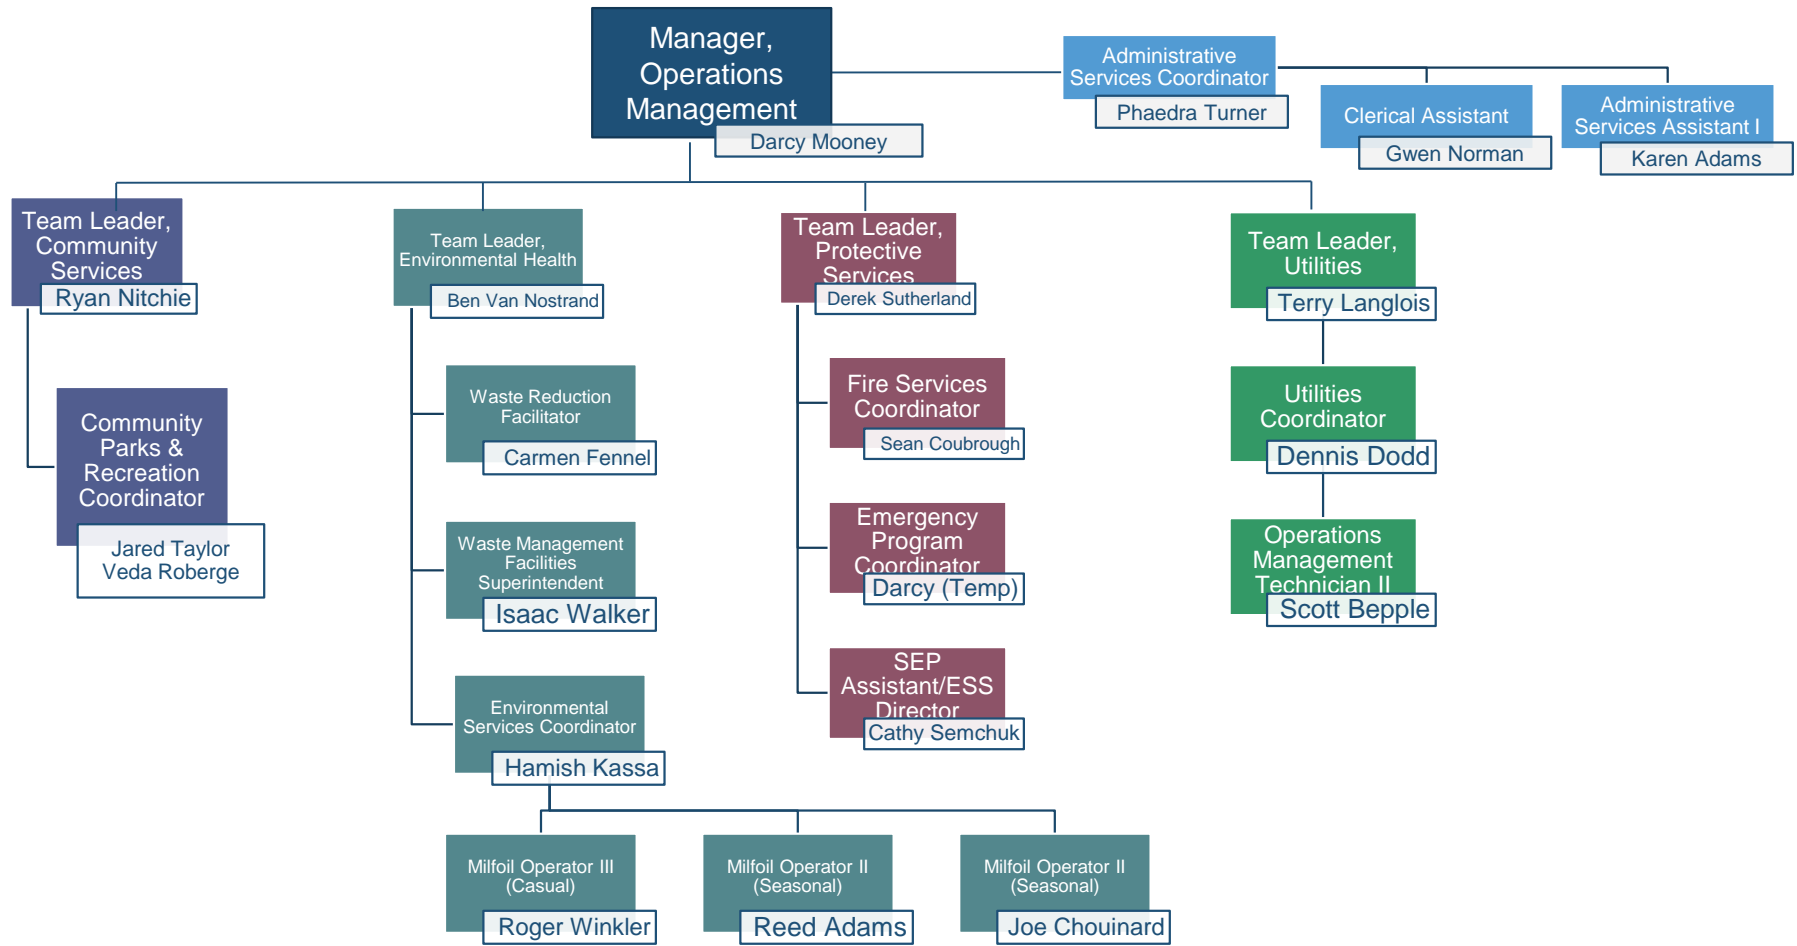 Manager,
Operations
Management
Darcy Mooney
Administrative
Services Coordinator
Phaedra Turner
Clerical Assistant
Gwen Norman
Administrative
Services Assistant I
Karen Adams
Team Leader,
Community
Services
Ryan Nitchie
Community
Parks &
Recreation
Coordinator
Jared Taylor
Veda Roberge
Team Leader,
Environmental Health
Ben Van Nostrand
Waste Reduction
Facilitator
Carmen Fennel
Waste Management
Facilities
Superintendent
Isaac Walker
Environmental
Services Coordinator
Hamish Kassa
Milfoil Operator III
(Casual)
Roger Winkler
Milfoil Operator II
(Seasonal)
Reed Adams
Milfoil Operator II
(Seasonal)
Joe Chouinard
Team Leader,
Protective
Services
Derek Sutherland
Fire Services
Coordinator
Sean Coubrough
Emergency
Program
Coordinator
Darcy (Temp)
SEP
Assistant/ESS
Director
Cathy Semchuk
Team Leader,
Utilities
Terry Langlois
Utilities
Coordinator
Dennis Dodd
Operations
Management
Technician II
Scott Bepple